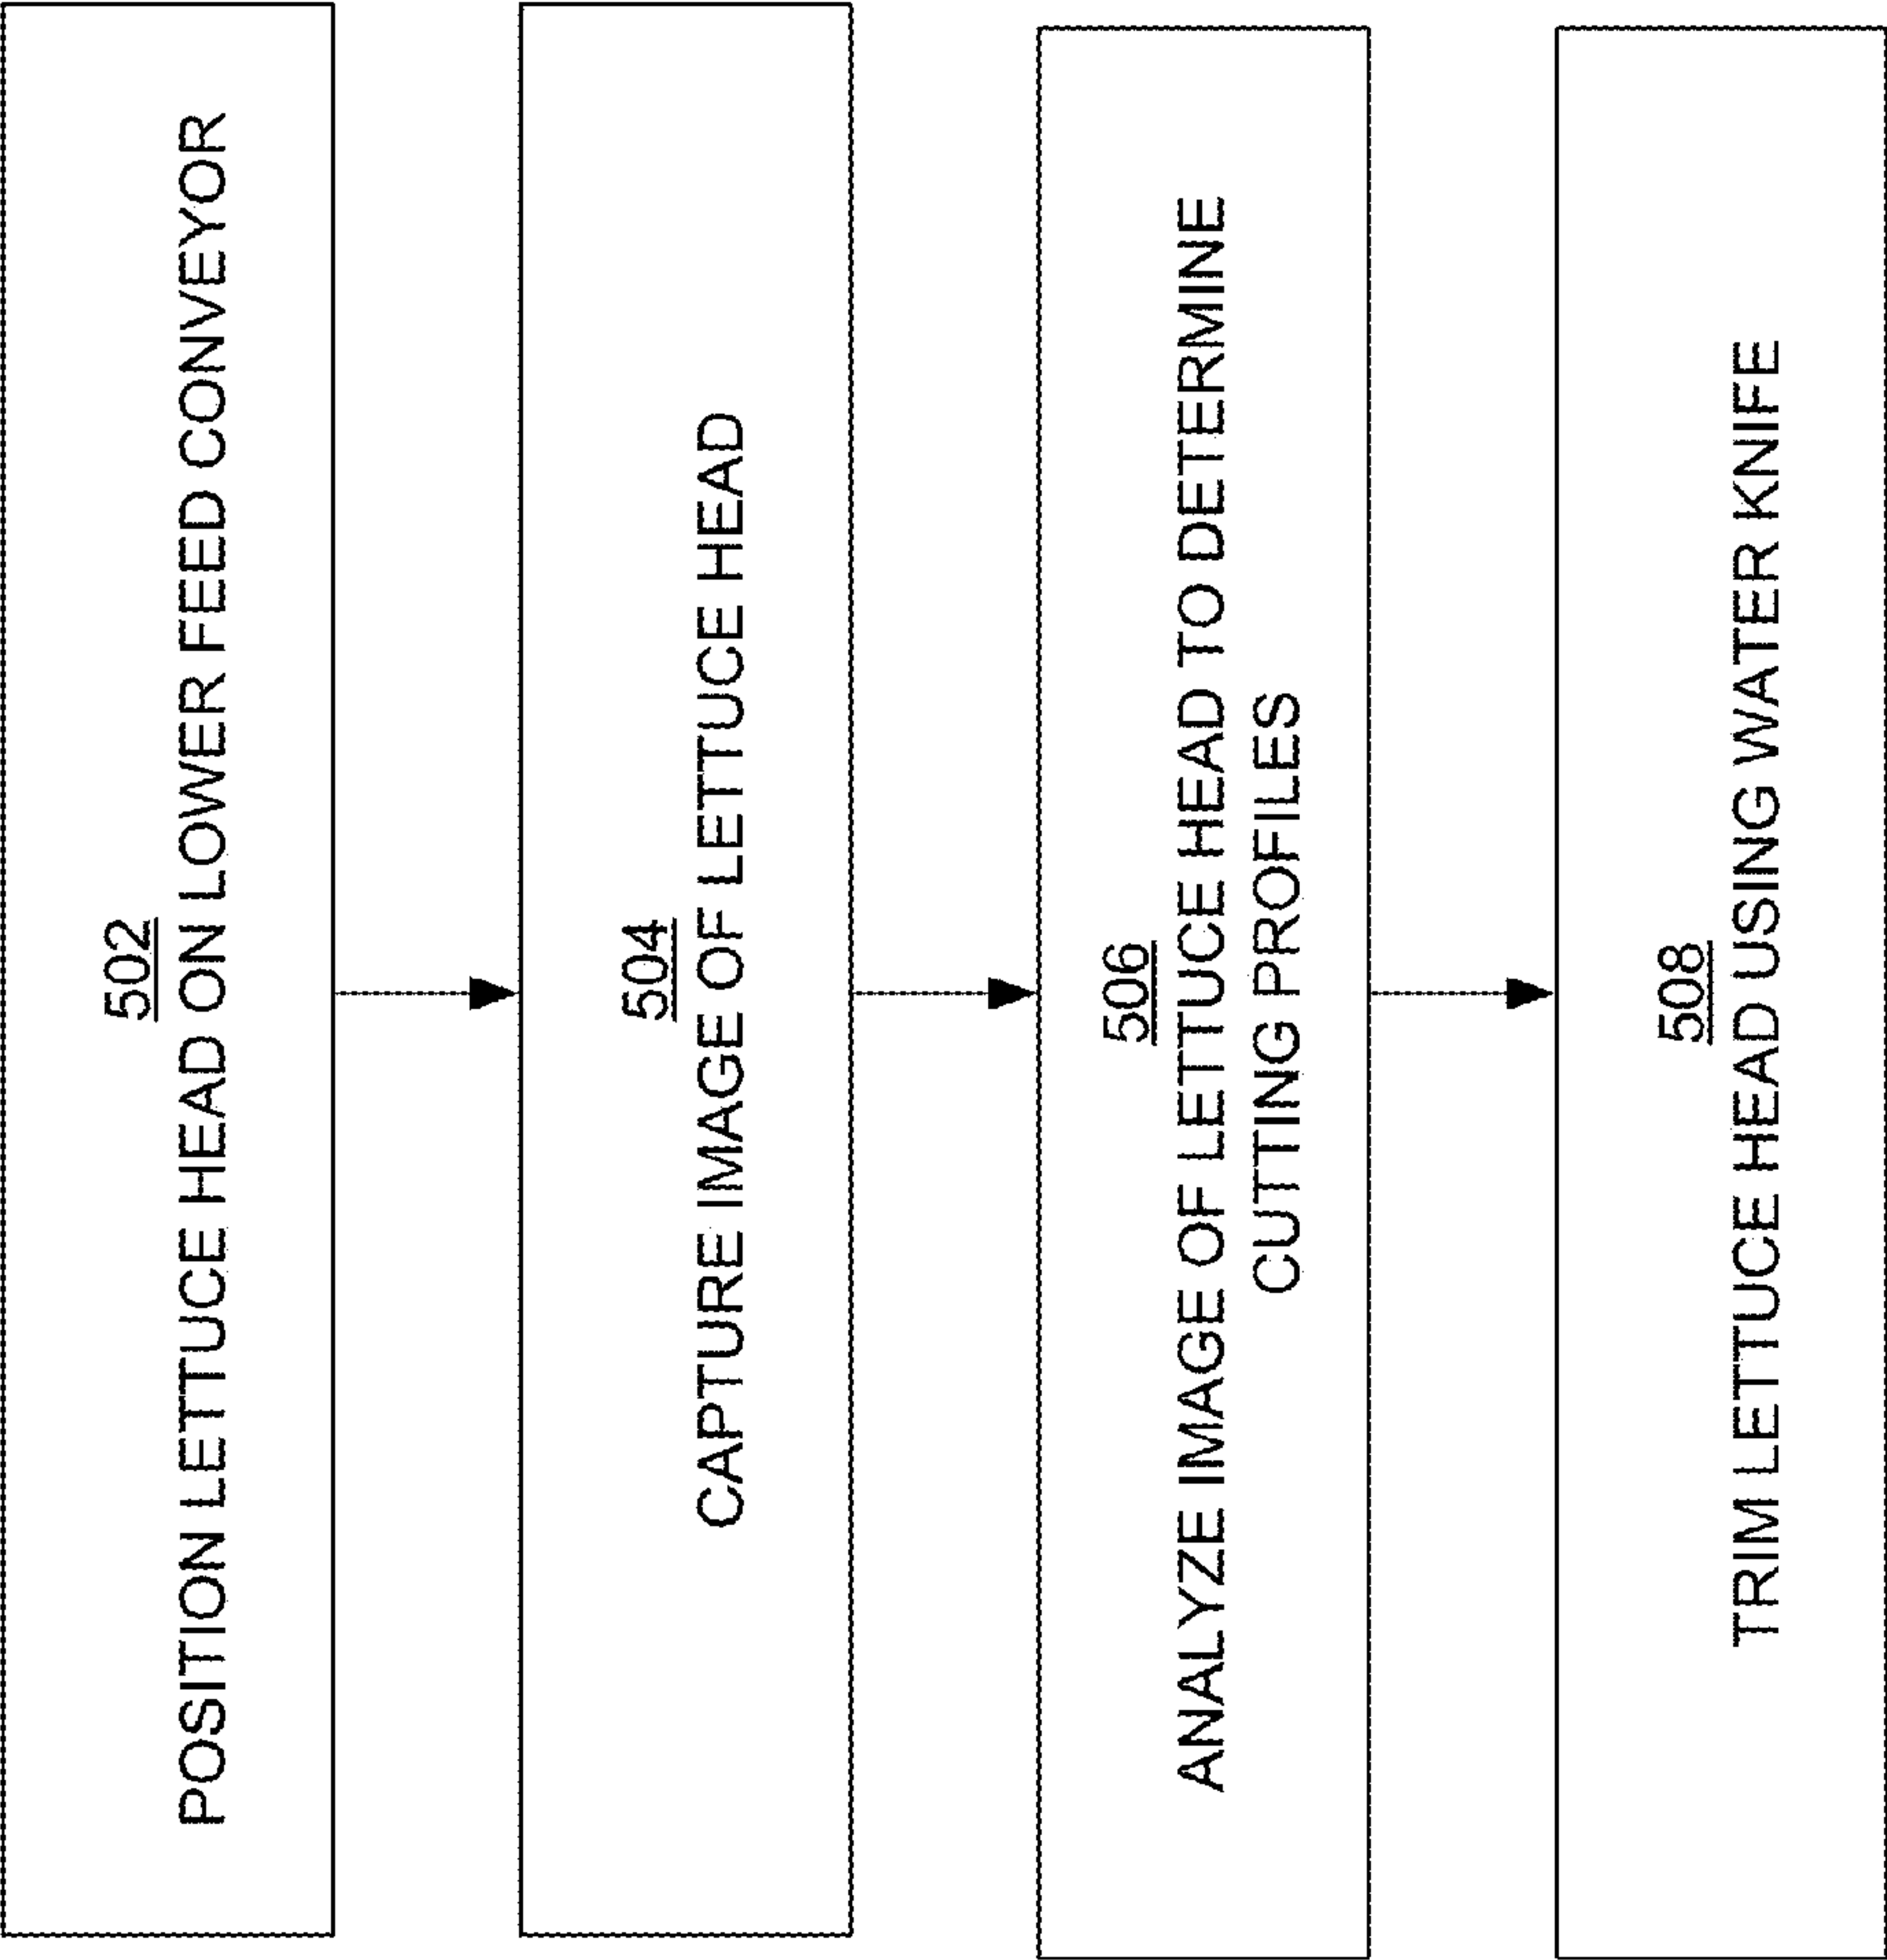 502
POSITION LETTUCE HEAD ON LOWER FEED CONVEYOR
504
CAPTURE IMAGE OF LETTUCE HEAD
506
ANALYZE IMAGE OF LETTUCE HEAD TO DETERMINE
CUTTING PROFILES
508
TRIM LETTUCE HEAD USING WATER KNIFE